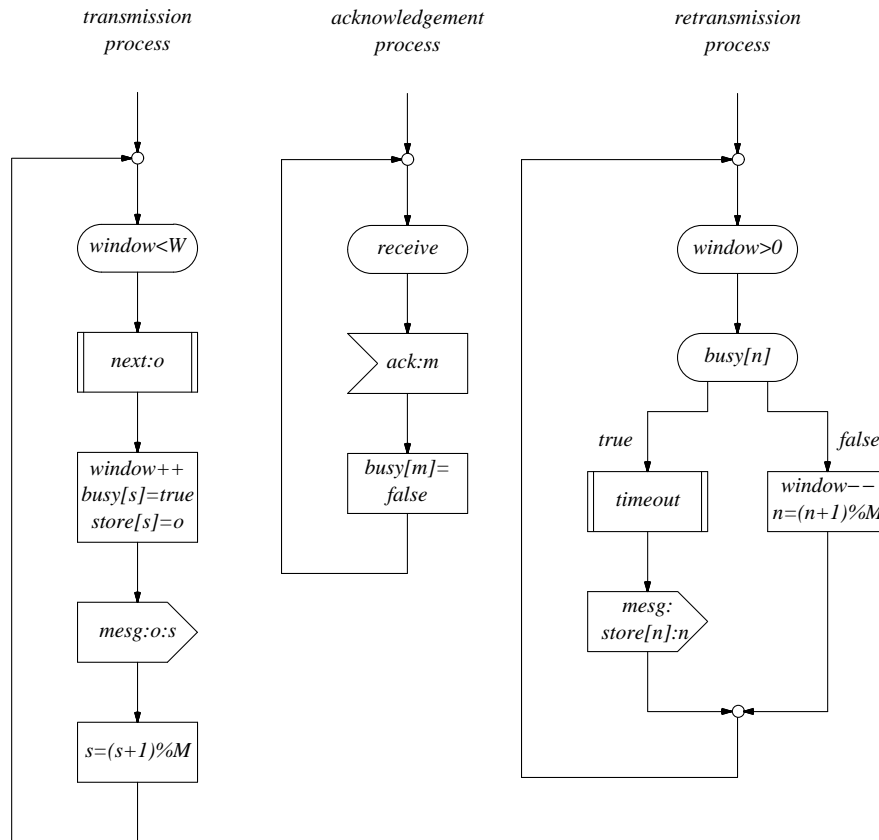 transmission
process
window<W
next:o
window++
busy[s]=true
store[s]=o
mesg:o:s
s=(s+1)%M
acknowledgement
process
receive
ack:m
busy[m]=
false
retransmission
process
window>0
busy[n]
true
false
timeout
window−−
n=(n+1)%M
mesg:
store[n]:n